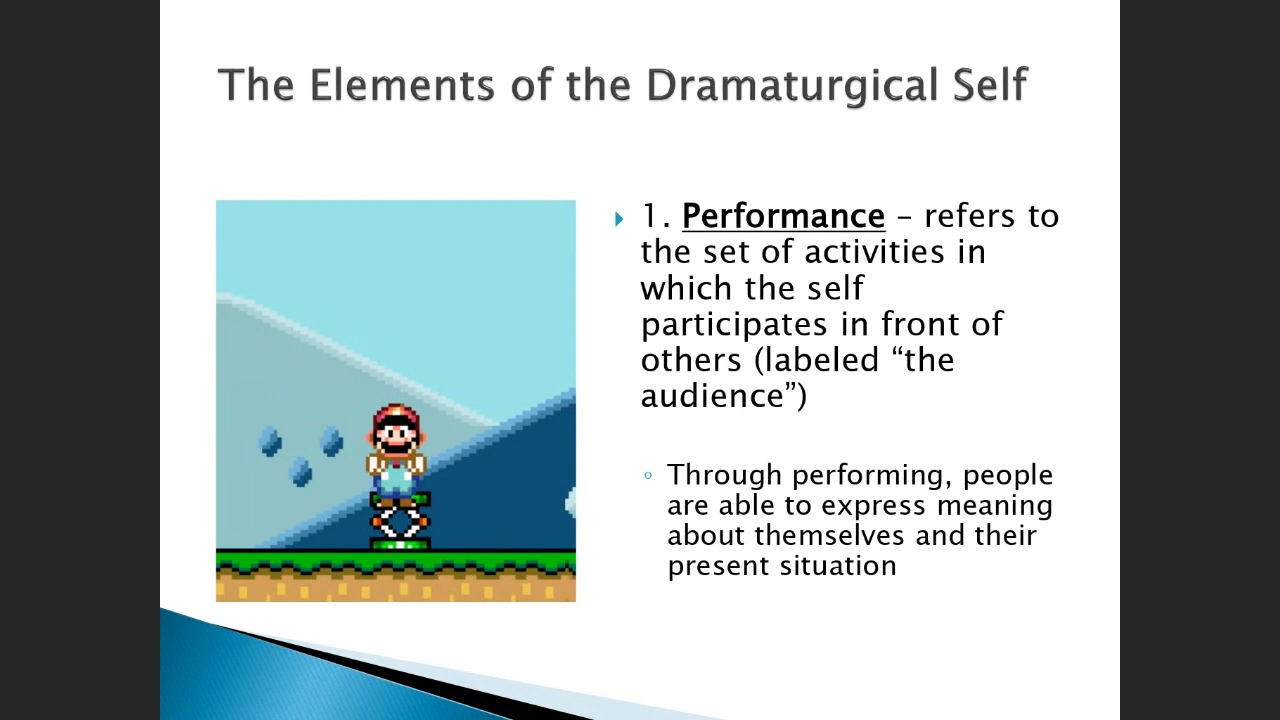 The Elements of the Dramaturgical Self
1. Performance – refers to
the set of activities in
which the self
participates in front of
others (labeled “the
audience”)
Through performing, people
are able to express meaning
about themselves and their
present situation